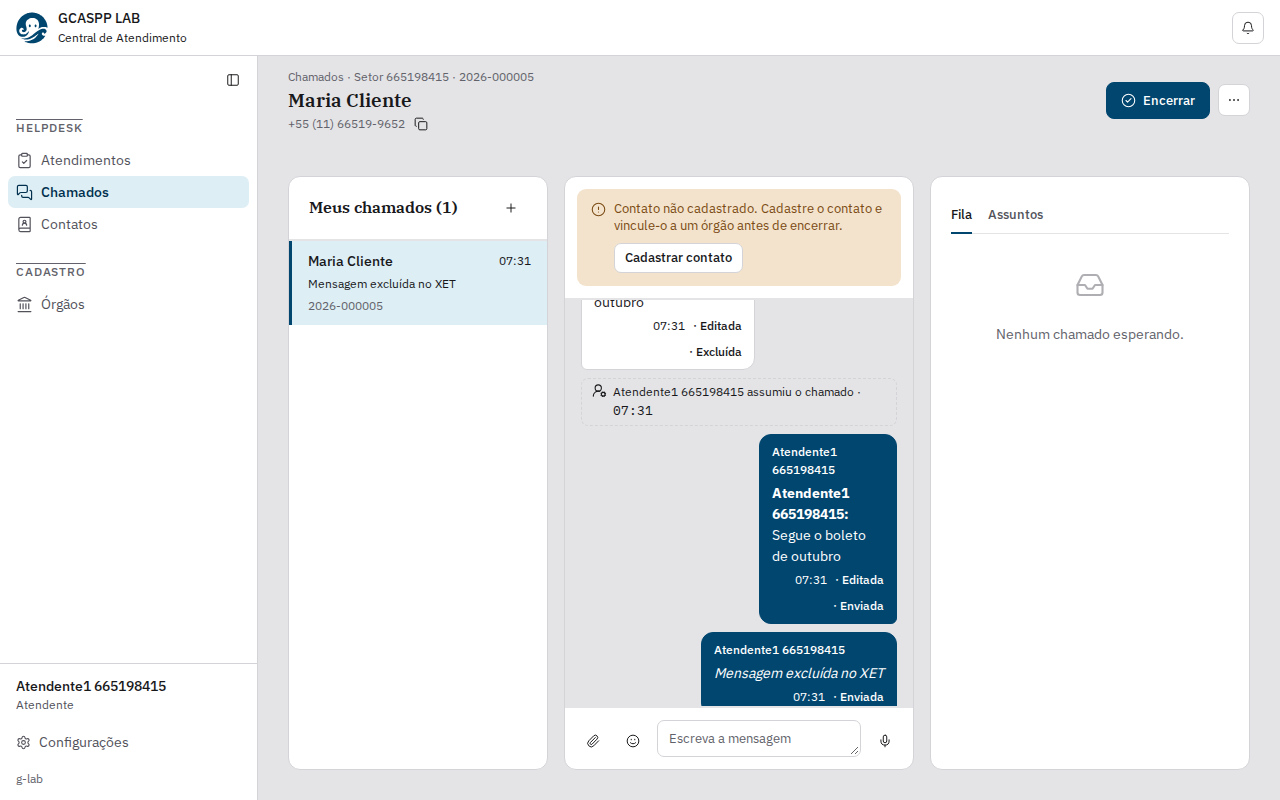 GCASPP LAB
Central de Atendimento
HELPDESK
Atendimentos
Chamados
Contatos
CADASTRO
Órgãos
Atendente1 665198415
Atendente
Configurações
g-lab
Chamados · Setor 665198415 · 2026-000005
Maria Cliente
+55 (11) 66519-9652
Encerrar
Meus chamados (1)
Maria Cliente 07:31
Mensagem excluída no XET
2026-000005
Contato não cadastrado. Cadastre o contato e
vincule-o a um órgão antes de encerrar.
Cadastrar contato
outubro
07:31 · Editada
· Excluída
Atendente1 665198415 assumiu o chamado ·
07:31
Atendente1
665198415
Atendente1
665198415:
Segue o boleto
de outubro
07:31 · Editada
· Enviada
Atendente1 665198415
Mensagem excluída no XET
07:31 · Enviada
Escreva a mensagem
Fila Assuntos
Nenhum chamado esperando.